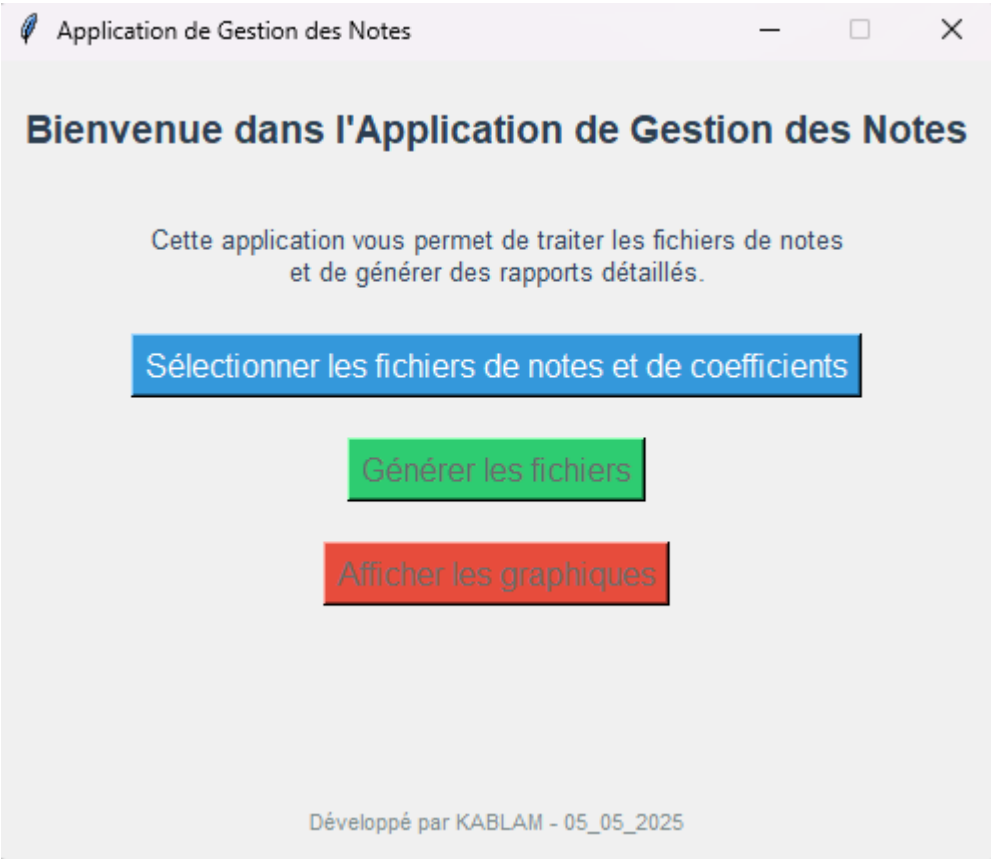 Application de Gestion des Notes
Bienvenue dans l'Application de Gestion des Notes
Cette application vous permet de traiter les fichiers de notes
et de générer des rapports détaillés.
Sélectionner les fichiers de notes et de coefficients
Générer les fichiers
Afficher les graphiques
Développé par KABLAM - 05_05_2025